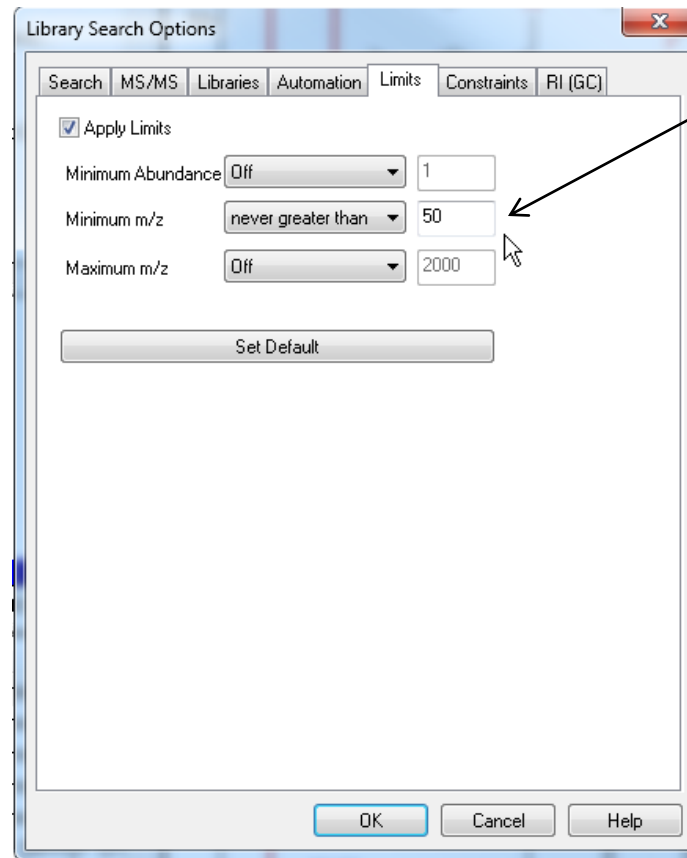 Library Search Options
Search MS/MS Libraries Automation Limits Constraints RI (GC)
Apply Limits
Minimum Abundance Off 1
Minimum m/z never greater than 50
Maximum m/z Off 2000
Set Default
OK Cancel Help